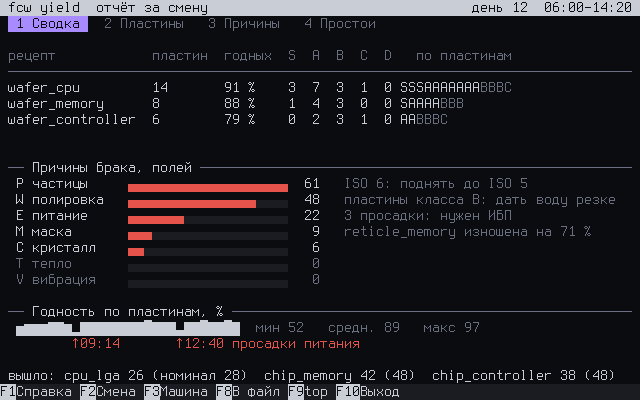 fcw yield отчёт за смену день 12 06:00-14:20
1 Сводка 2 Пластины 3 Причины 4 Простои
рецепт пластин годных S A B C D по пластинам
wafer_cpu 14 91 % 3 7 3 1 0 SSSAAAAAAABBBC
wafer_memory 8 88 % 1 4 3 0 0 SAAAABBB
wafer_controller 6 79 % 0 2 3 1 0 AABBBC
Причины брака, полей
P частицы 61 ISO 6: поднять до ISO 5
W полировка 48 пластины класса B: дать воду резке
E питание 22 3 просадки: нужен ИБП
M маска 9 reticle_memory изношена на 71 %
C кристалл 6
T тепло 0
V вибрация 0
Годность по пластинам, %
мин 52 средн. 89 макс 97
↑09:14 ↑12:40 просадки питания
вышло: cpu_lga 26 (номинал 28) chip_memory 42 (48) chip_controller 38 (48)
F1Справка F2Смена F3Машина F8В файл F9top F10Выход